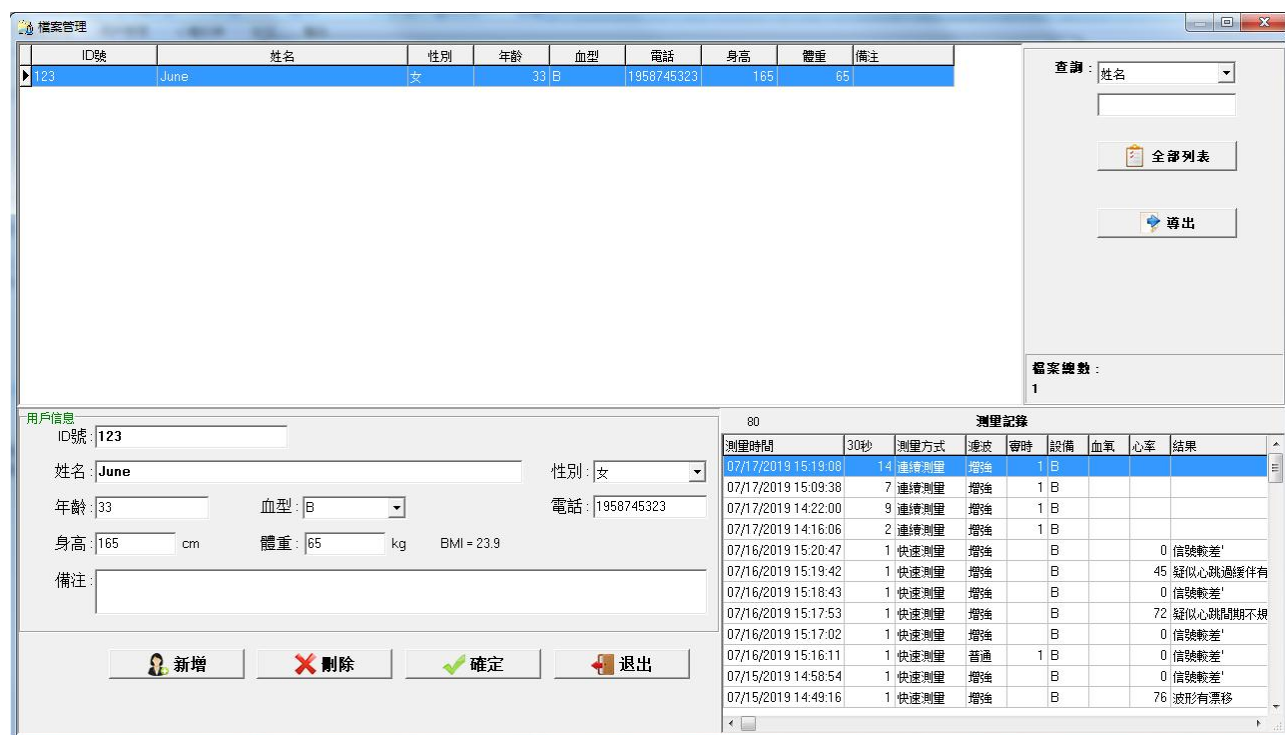 檔案管理
ID號 姓名 性別 年齡 血型 電話 身高 體重 備注
123 June 女 33 B 1958745323 165 65
查詢 : 姓名
全部列表
導出
檔案總數 :
1
用戶信息
ID號 : 123
姓名 : June 性別 : 女
年齡 : 33 血型 : B 電話 : 1958745323
身高 : 165 cm 體重 : 65 kg BMI = 23.9
備注 :
新增 刪除 確定 退出
80 測量記錄
測量時間 30秒 測量方式 濾波 審時 設備 血氧 心率 結果
07/17/2019 15:19:08 14 連續測量 增強 1 B
07/17/2019 15:09:38 7 連續測量 增強 1 B
07/17/2019 14:22:00 9 連續測量 增強 1 B
07/17/2019 14:16:06 2 連續測量 增強 1 B
07/16/2019 15:20:47 1 快速測量 增強 B 0 信號較差'
07/16/2019 15:19:42 1 快速測量 增強 B 45 疑似心跳過緩伴有
07/16/2019 15:18:43 1 快速測量 增強 B 0 信號較差'
07/16/2019 15:17:53 1 快速測量 增強 B 72 疑似心跳間期不規
07/16/2019 15:17:02 1 快速測量 增強 B 0 信號較差'
07/16/2019 15:16:11 1 快速測量 普通 1 B 0 信號較差'
07/15/2019 14:58:54 1 快速測量 增強 B 0 信號較差'
07/15/2019 14:49:16 1 快速測量 增強 B 76 波形有漂移